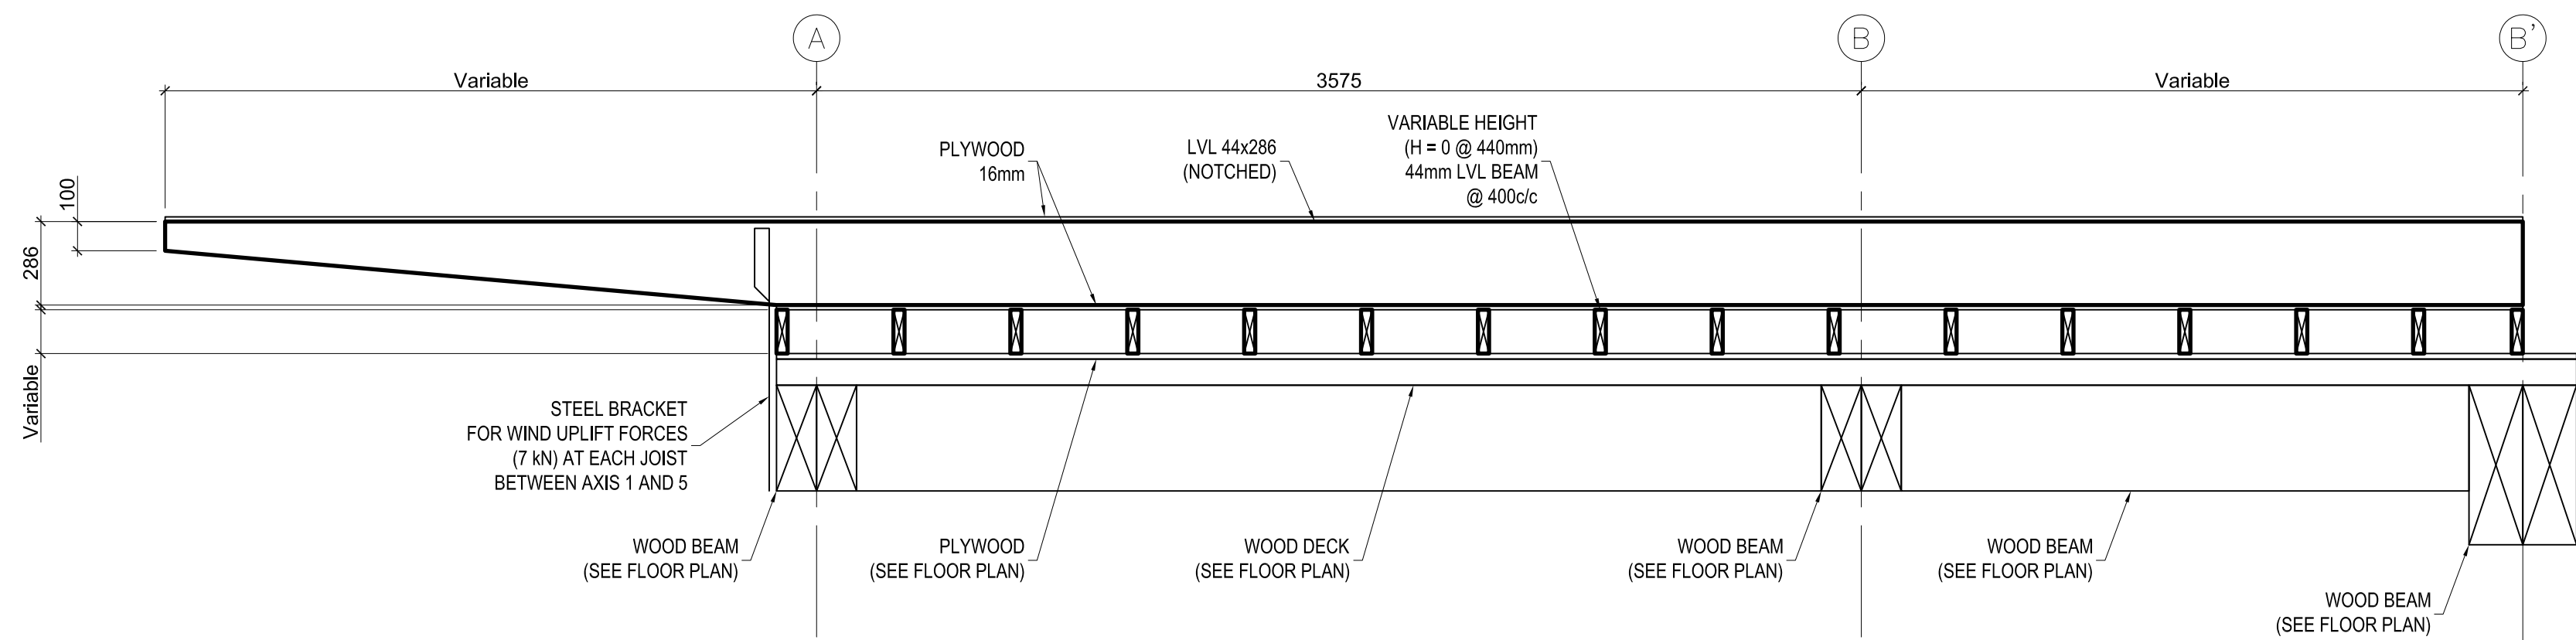 A
B
B'
Variable
3575
Variable
VARIABLE HEIGHT
(H = 0 @ 440mm)
44mm LVL BEAM
@ 400c/c
PLYWOOD
16mm
LVL 44x286
(NOTCHED)
100
286
Variable
STEEL BRACKET
FOR WIND UPLIFT FORCES
(7 kN) AT EACH JOIST
BETWEEN AXIS 1 AND 5
WOOD BEAM
(SEE FLOOR PLAN)
PLYWOOD
(SEE FLOOR PLAN)
WOOD DECK
(SEE FLOOR PLAN)
WOOD BEAM
(SEE FLOOR PLAN)
WOOD BEAM
(SEE FLOOR PLAN)
WOOD BEAM
(SEE FLOOR PLAN)